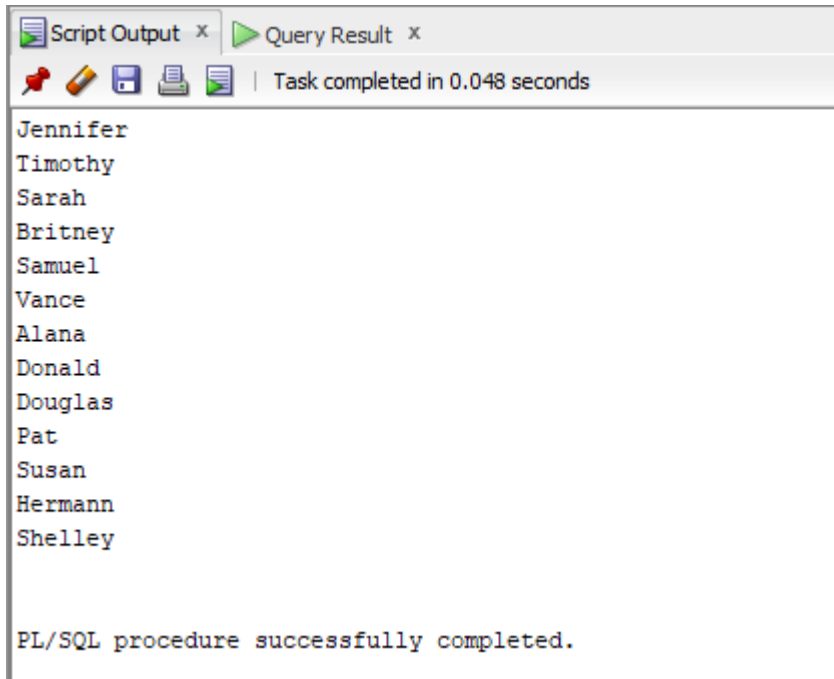 Script Output x Query Result x
Task completed in 0.048 seconds
Jennifer
Timothy
Sarah
Britney
Samuel
Vance
Alana
Donald
Douglas
Pat
Susan
Hermann
Shelley
PL/SQL procedure successfully completed.